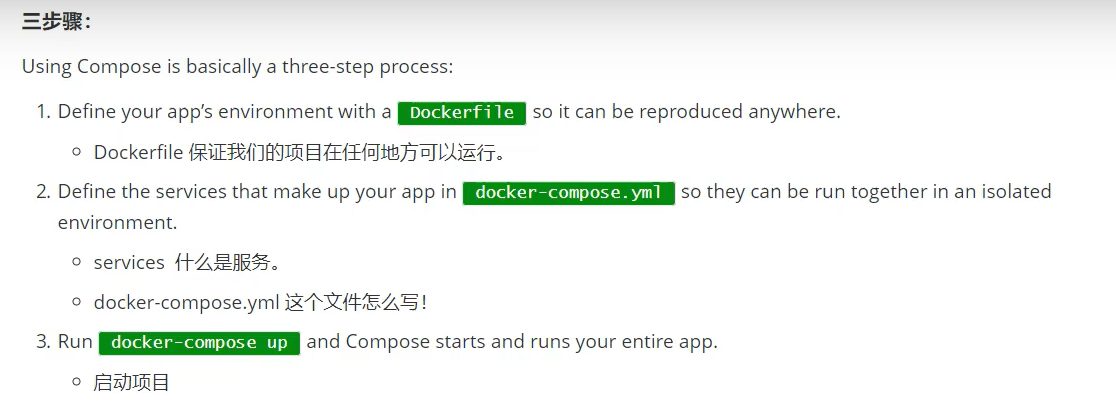 三步骤：
Using Compose is basically a three-step process:
1. Define your app’s environment with a Dockerfile so it can be reproduced anywhere.
○ Dockerfile 保证我们的项目在任何地方可以运行。
2. Define the services that make up your app in docker-compose.yml so they can be run together in an isolated
environment.
○ services 什么是服务。
○ docker-compose.yml 这个文件怎么写！
3. Run docker-compose up and Compose starts and runs your entire app.
○ 启动项目